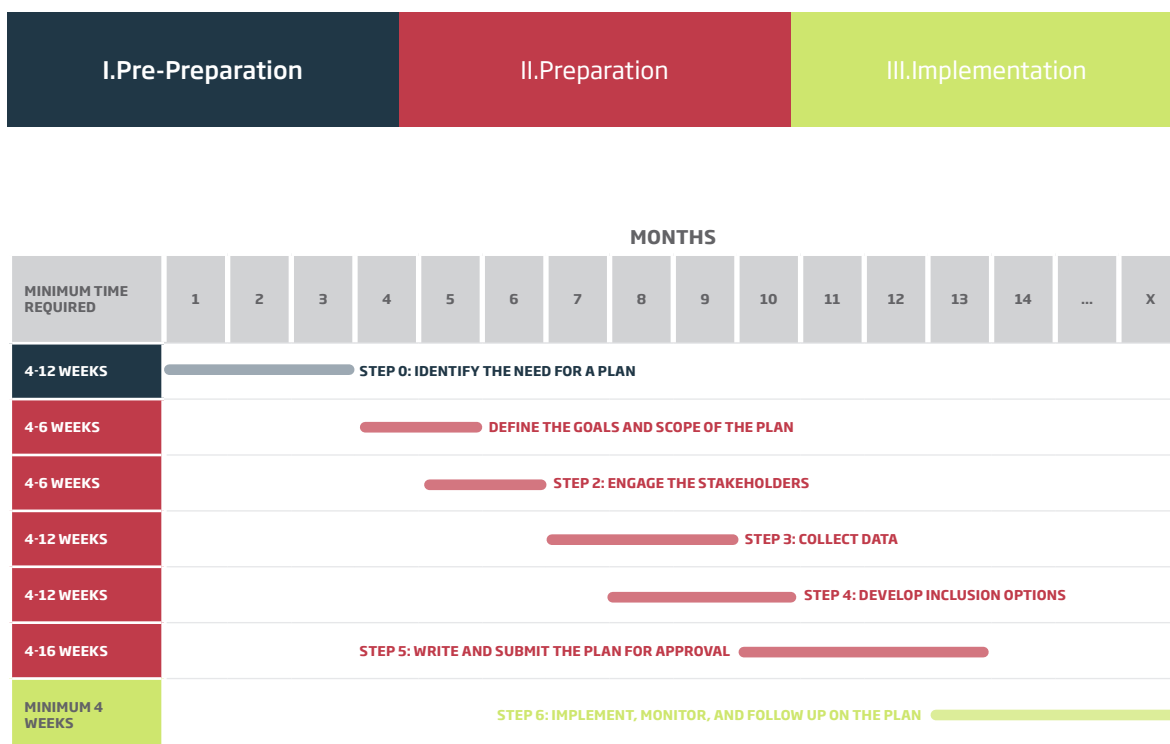 I.Pre-Preparation
II.Preparation
III.Implementation
MONTHS
MINIMUM TIME
REQUIRED
1
2
3
4
5
6
7
8
9
10
11
12
13
14
...
X
4-12 WEEKS
STEP 0: IDENTIFY THE NEED FOR A PLAN
4-6 WEEKS
DEFINE THE GOALS AND SCOPE OF THE PLAN
4-6 WEEKS
STEP 2: ENGAGE THE STAKEHOLDERS
4-12 WEEKS
STEP 3: COLLECT DATA
4-12 WEEKS
STEP 4: DEVELOP INCLUSION OPTIONS
4-16 WEEKS
STEP 5: WRITE AND SUBMIT THE PLAN FOR APPROVAL
MINIMUM 4
WEEKS
STEP 6: IMPLEMENT, MONITOR, AND FOLLOW UP ON THE PLAN